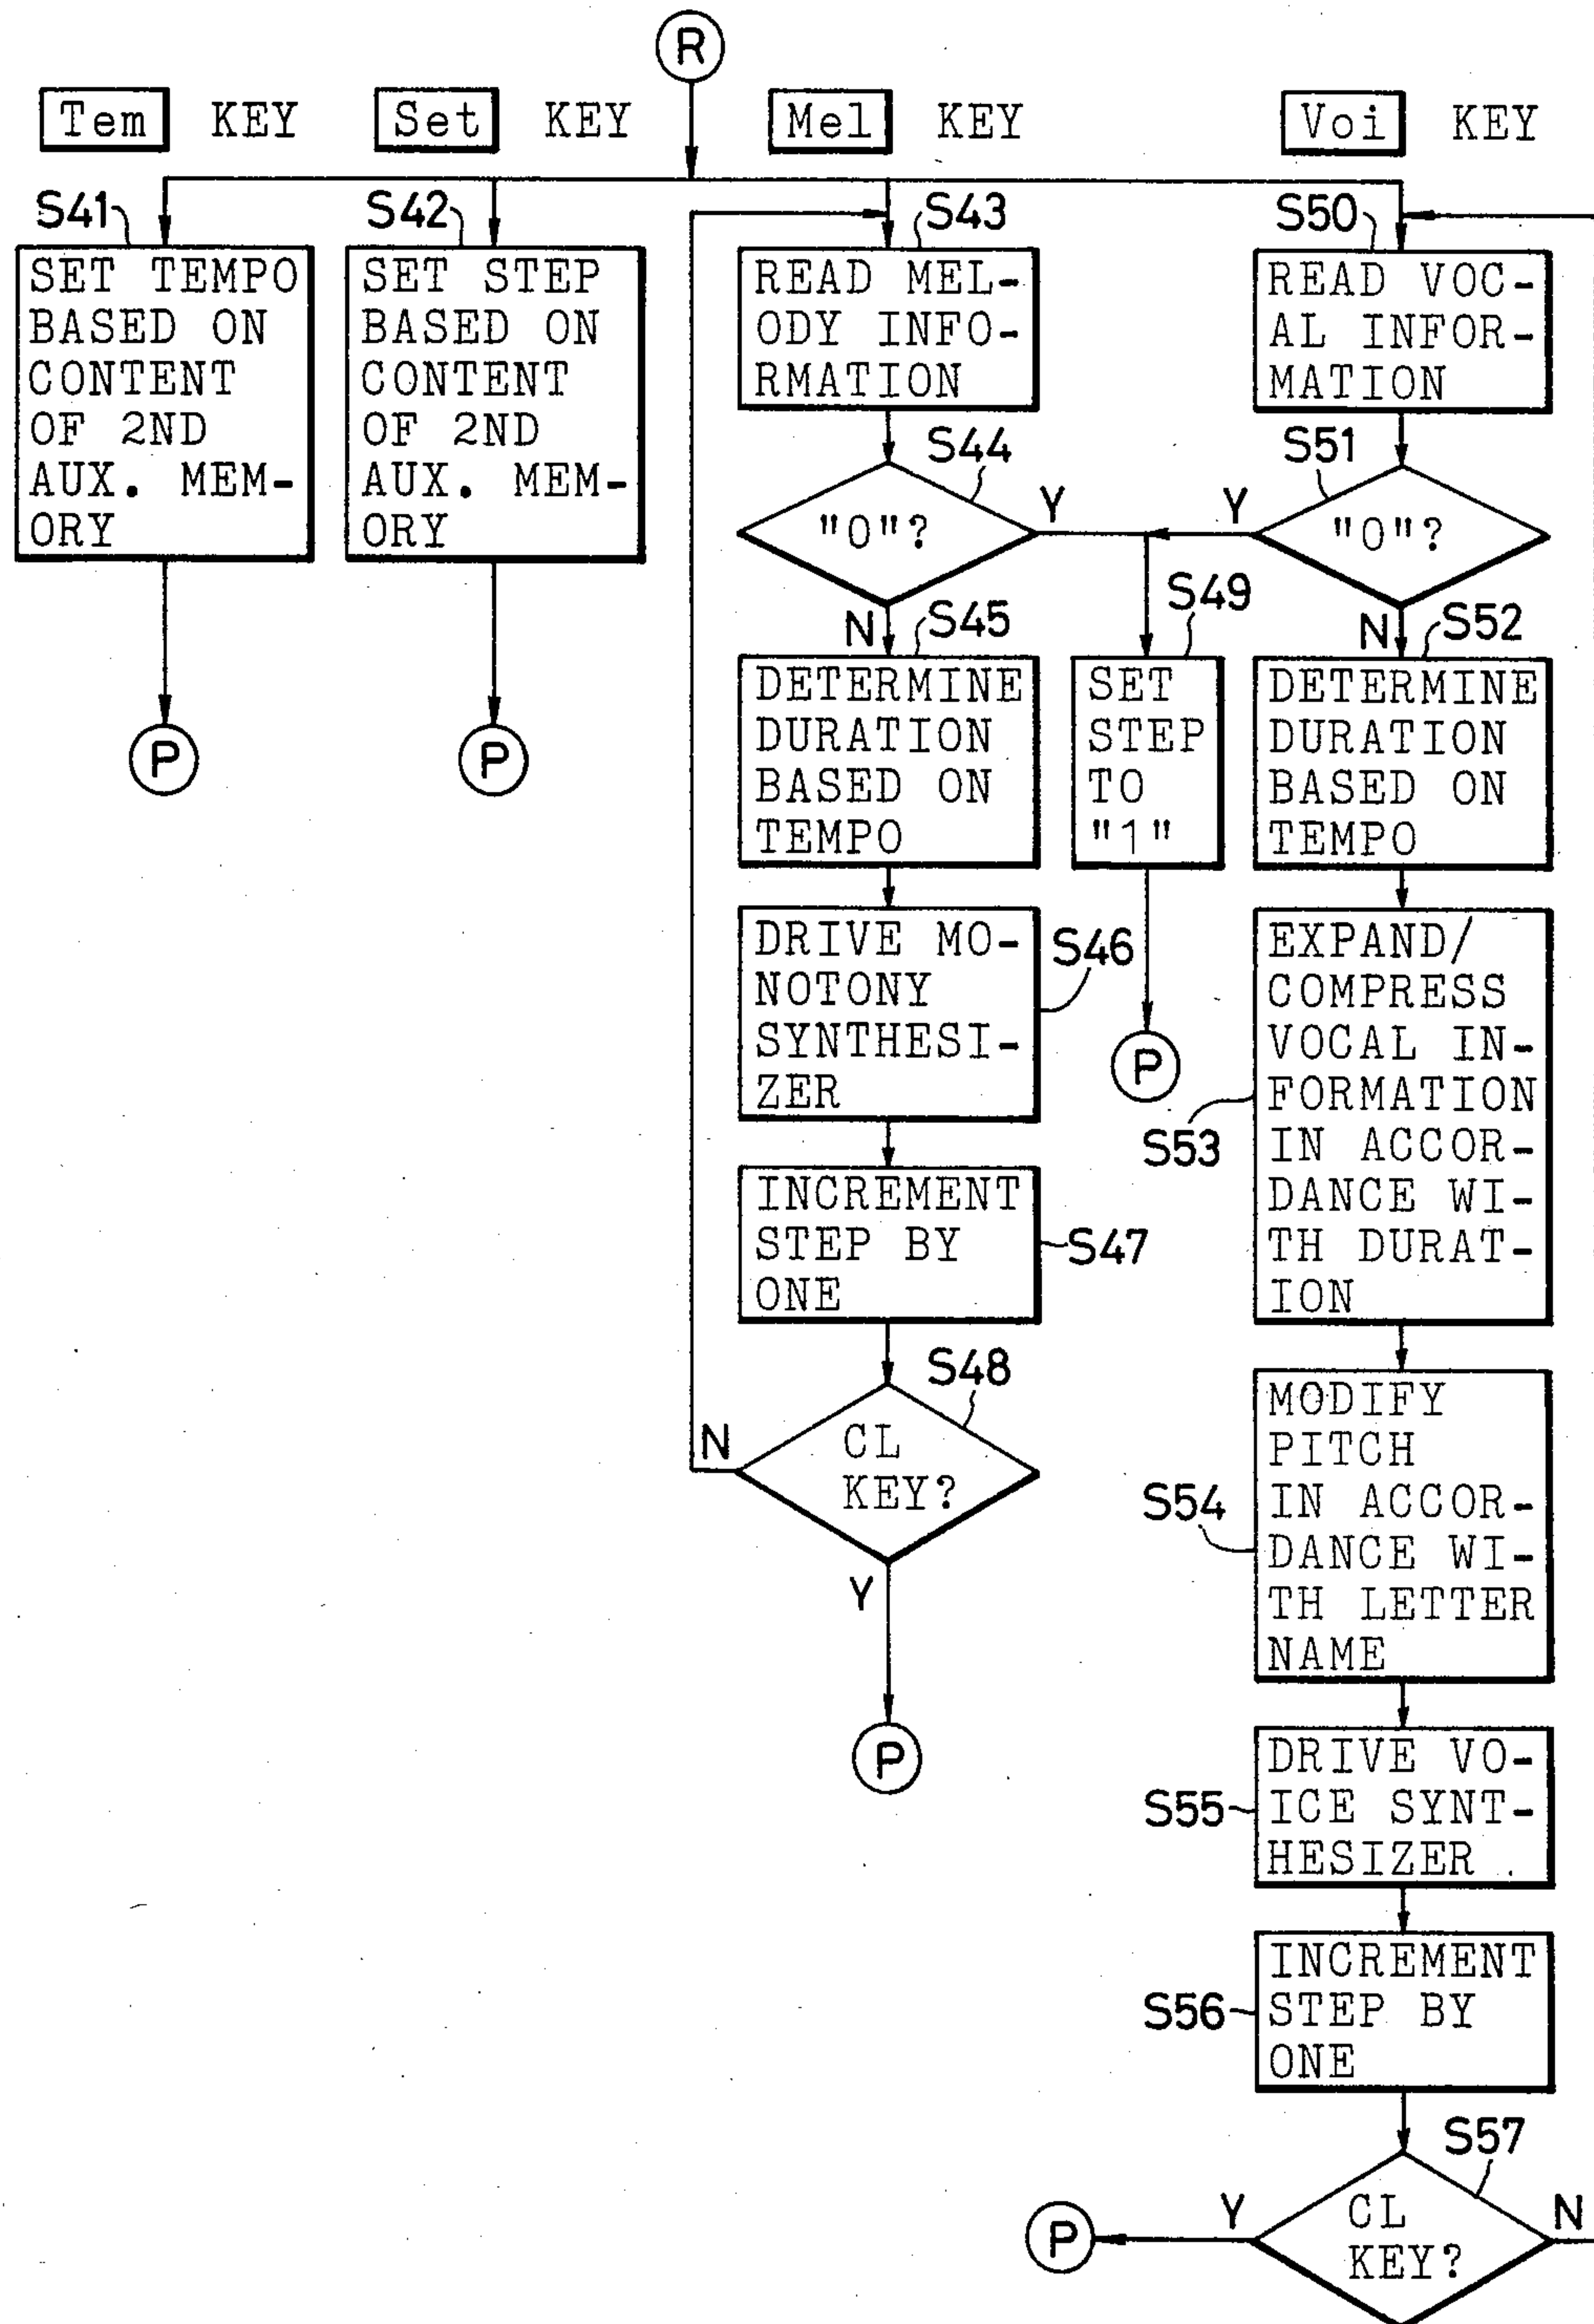 R
Tem KEY
Set KEY
Mel KEY
Voi KEY
S41
SET TEMPO
BASED ON
CONTENT
OF 2ND
AUX. MEM-
ORY
P
S42
SET STEP
BASED ON
CONTENT
OF 2ND
AUX. MEM-
ORY
P
S43
READ MEL-
ODY INFO-
RMATION
S44
"0"?
Y
N
S45
DETERMINE
DURATION
BASED ON
TEMPO
S46
DRIVE MO-
NOTONY
SYNTHESI-
ZER
S47
INCREMENT
STEP BY
ONE
S48
CL
KEY?
N
Y
P
S49
SET
STEP
TO
"1"
P
S50
READ VOC-
AL INFOR-
MATION
S51
"0"?
Y
N
S52
DETERMINE
DURATION
BASED ON
TEMPO
S53
EXPAND/
COMPRESS
VOCAL IN-
FORMATION
IN ACCOR-
DANCE WI-
TH DURAT-
ION
S54
MODIFY
PITCH
IN ACCOR-
DANCE WI-
TH LETTER
NAME
S55
DRIVE VO-
ICE SYNT-
HESIZER
S56
INCREMENT
STEP BY
ONE
S57
CL
KEY?
Y
N
P